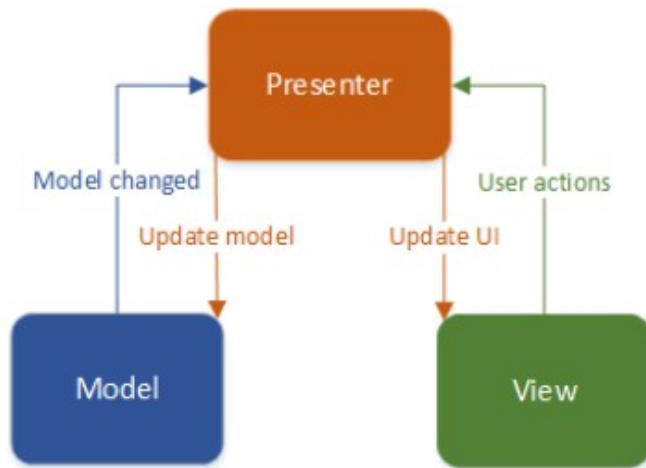 Presenter
Model changed
User actions
Update model
Update UI
Model
View